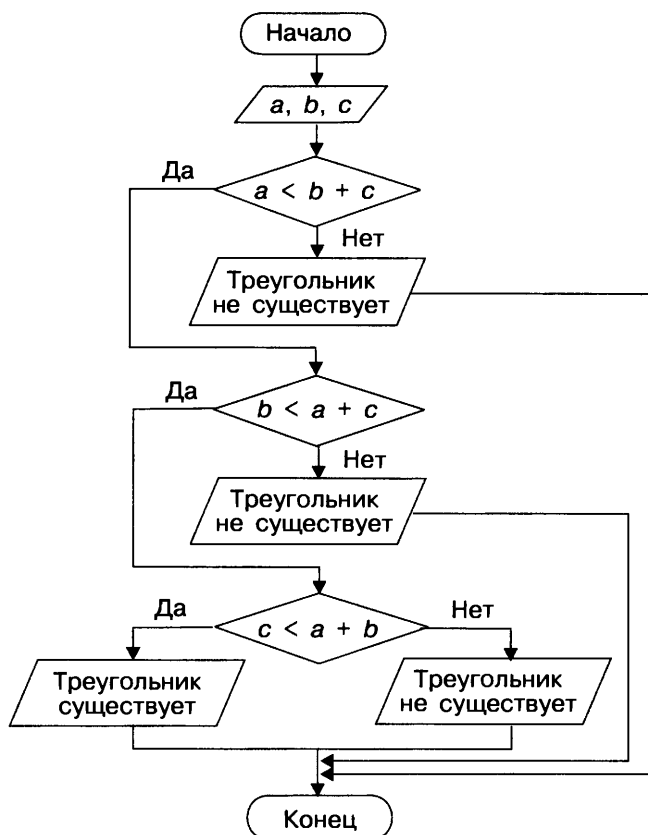 Начало
a, b, c
Да
a < b + c
Нет
Треугольник
не существует
Да
b < a + c
Нет
Треугольник
не существует
Да
c < a + b
Нет
Треугольник
существует
Треугольник
не существует
Конец